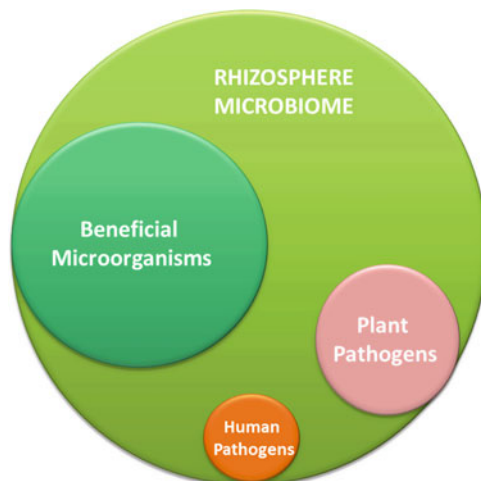 RHIZOSPHERE
MICROBIOME
Beneficial
Microorganisms
Plant
Pathogens
Human
Pathogens